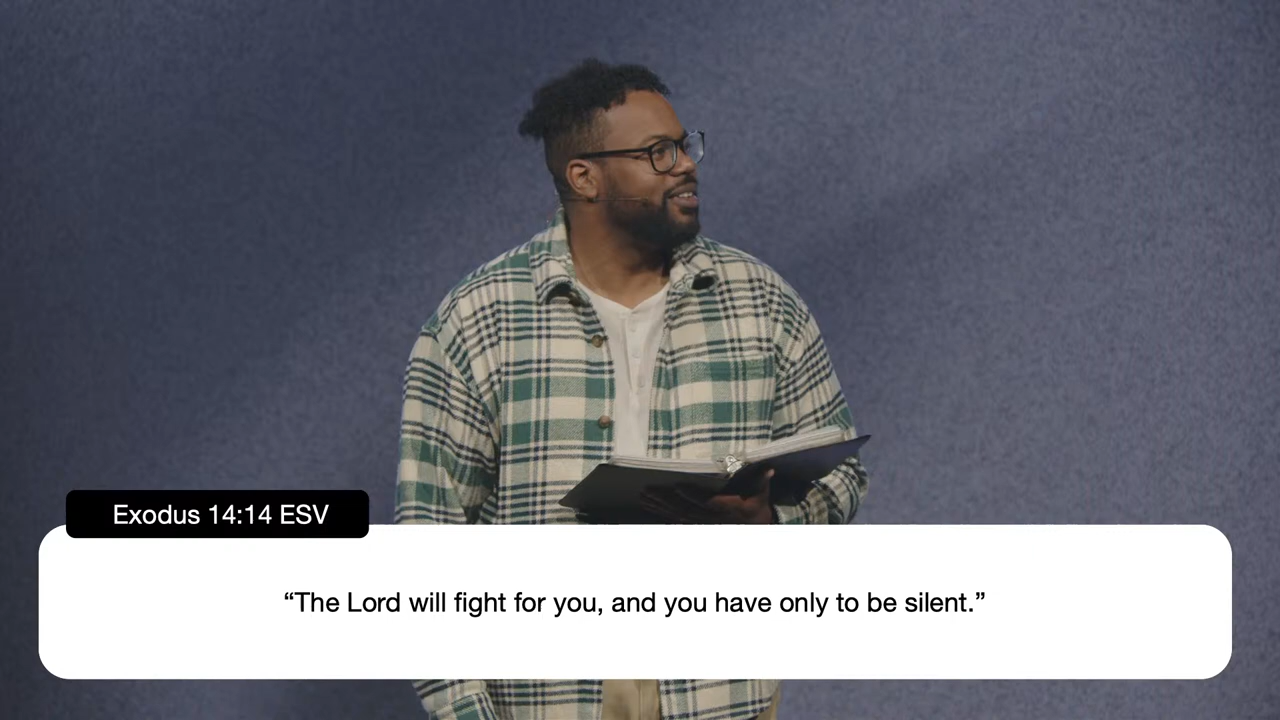 Exodus 14:14 ESV
“The Lord will fight for you, and you have only to be silent.”